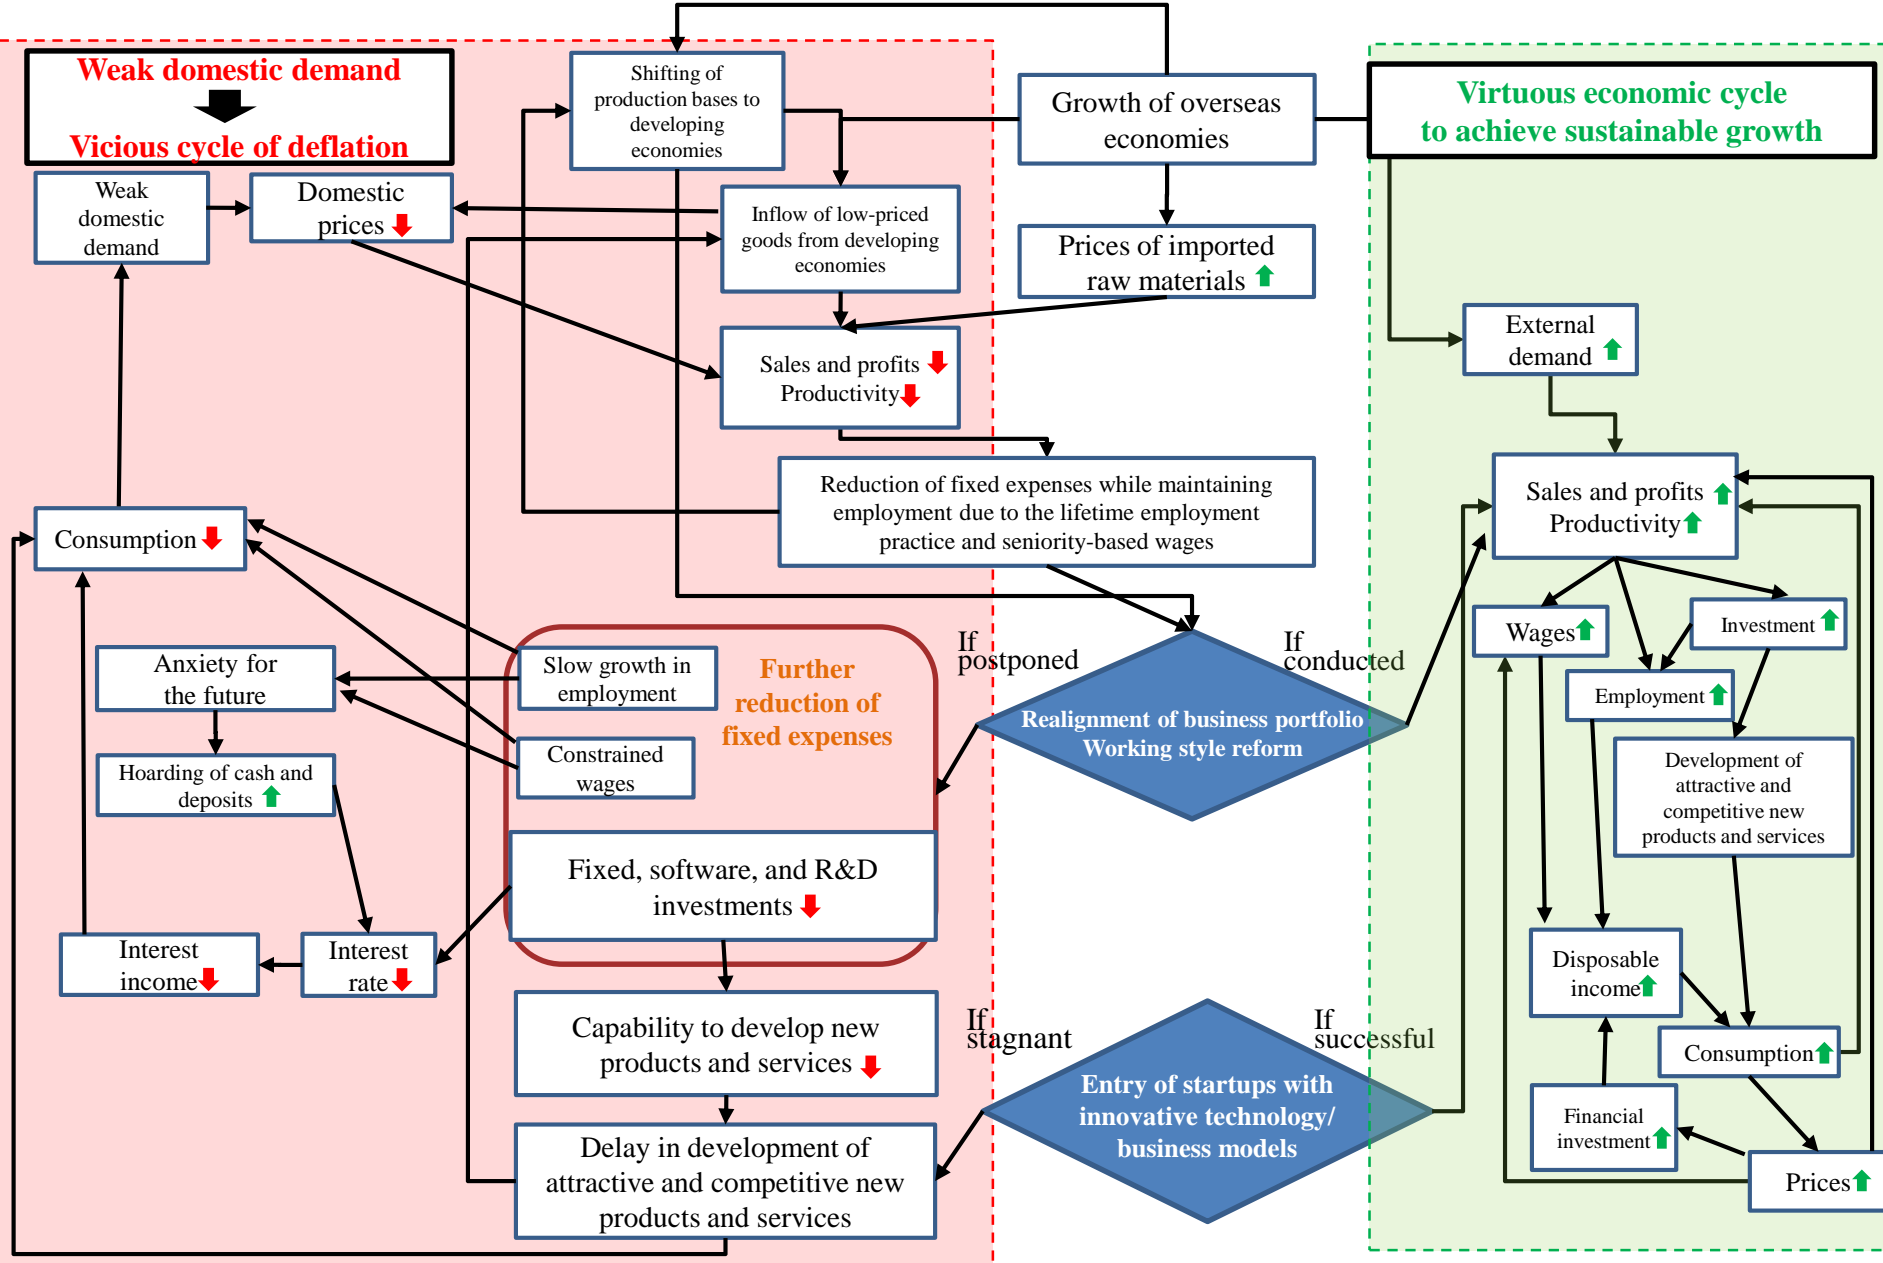 Weak domestic demand
Vicious cycle of deflation
Shifting of
production bases to
developing
economies
Growth of overseas
economies
Virtuous economic cycle
to achieve sustainable growth
Weak
domestic
demand
Domestic
prices
Inflow of low-priced
goods from developing
economies
Prices of imported
raw materials
External
demand
Sales and profits
Productivity
Reduction of fixed expenses while maintaining
employment due to the lifetime employment
practice and seniority-based wages
Sales and profits
Productivity
Consumption
Wages
Investment
Employment
If
postponed
If
conducted
Anxiety for
the future
Slow growth in
employment
Further
reduction of
fixed expenses
Realignment of business portfolio
Working style reform
Constrained
wages
Hoarding of cash and
deposits
Development of
attractive and
competitive new
products and services
Fixed, software, and R&D
investments
Interest
income
Interest
rate
Disposable
income
Capability to develop new
products and services
If
stagnant
If
successful
Consumption
Entry of startups with
innovative technology/
business models
Financial
investment
Delay in development of
attractive and competitive new
products and services
Prices